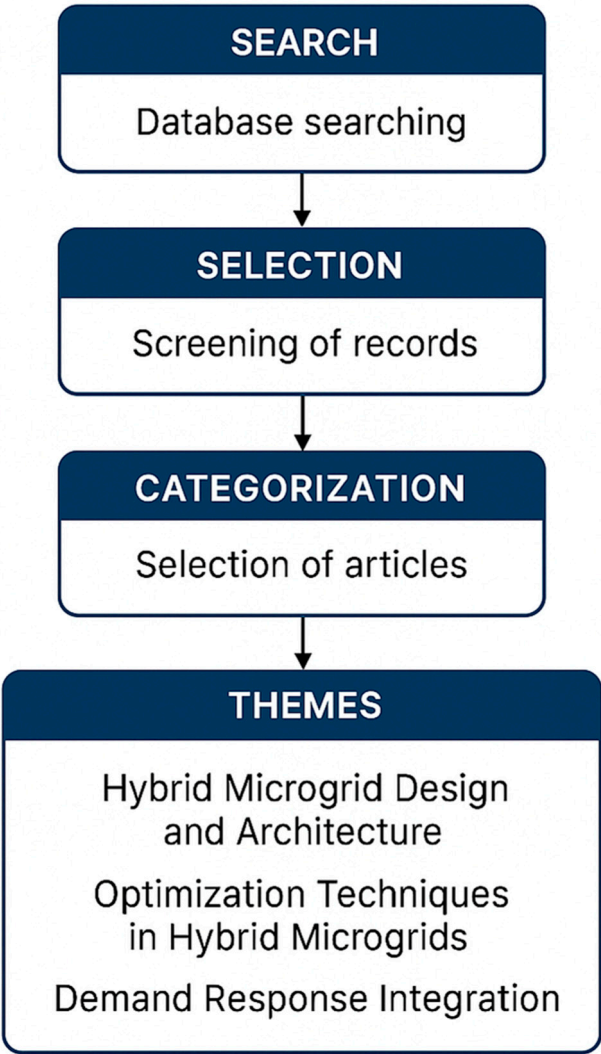 SEARCH
Database searching
SELECTION
Screening of records
CATEGORIZATION
Selection of articles
THEMES
Hybrid Microgrid Design
and Architecture
Optimization Techniques
in Hybrid Microgrids
Demand Response Integration